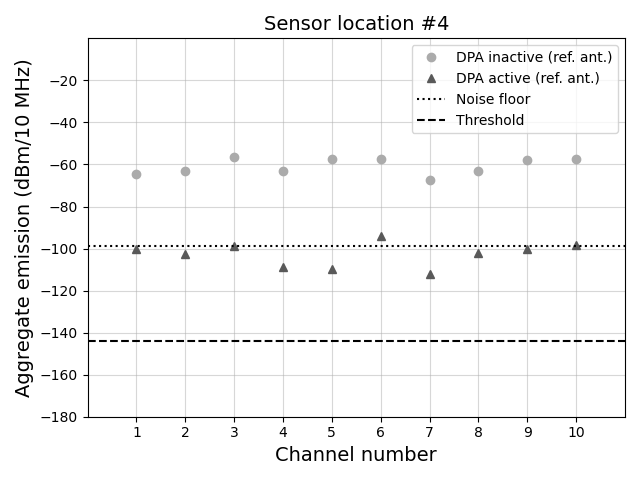 Sensor location #4
DPA inactive (ref. ant.)
DPA active (ref. ant.)
Noise floor
Threshold
Aggregate emission (dBm/10 MHz)
−20
−40
−60
−80
−100
−120
−140
−160
−180
1 2 3 4 5 6 7 8 9 10
Channel number